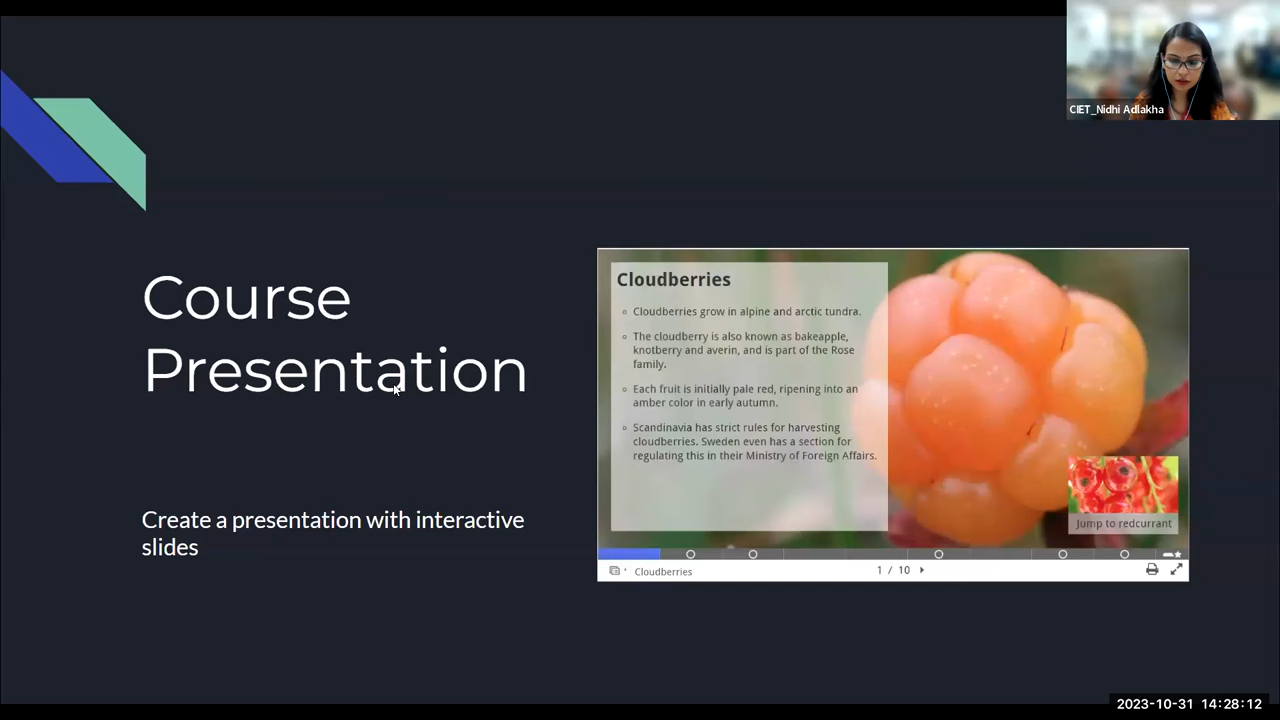 CIET_Nidhi Adlakha
Course
Presentation
Create a presentation with interactive
slides
Cloudberries
Cloudberries grow in alpine and arctic tundra.
The cloudberry is also known as bakeapple,
knotberry and averin, and is part of the Rose
family.
Each fruit is initially pale red, ripening into an
amber color in early autumn.
Scandinavia has strict rules for harvesting
cloudberries. Sweden even has a section for
regulating this in their Ministry of Foreign Affairs.
Jump to redcurrant
Cloudberries
1 / 10
2023-10-31 14:28:12